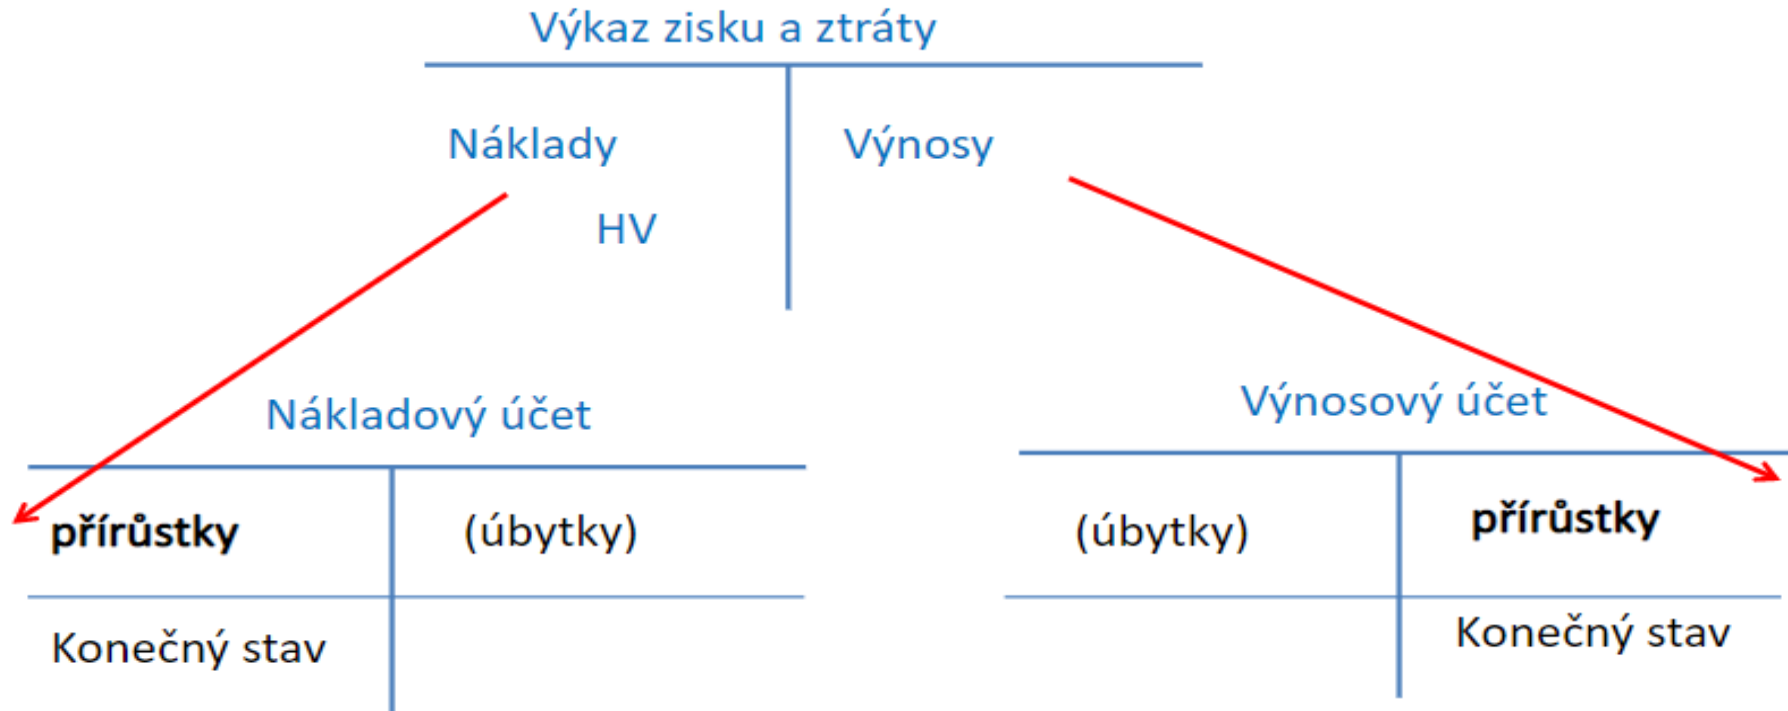 Výkaz zisku a ztráty
Náklady
Výnosy
HV
Nákladový účet
Výnosový účet
přírůstky
(úbytky)
(úbytky)
přírůstky
Konečný stav
Konečný stav